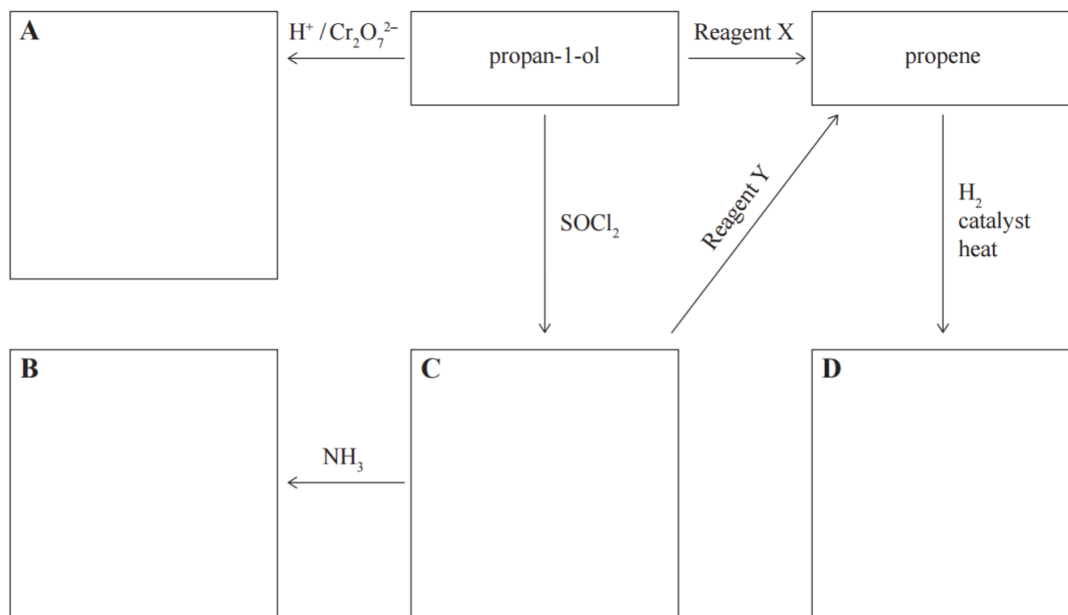 A
H⁺ / Cr₂O₇²⁻
propan-1-ol
Reagent X
propene
SOCl₂
Reagent Y
H₂
catalyst
heat
B
NH₃
C
D